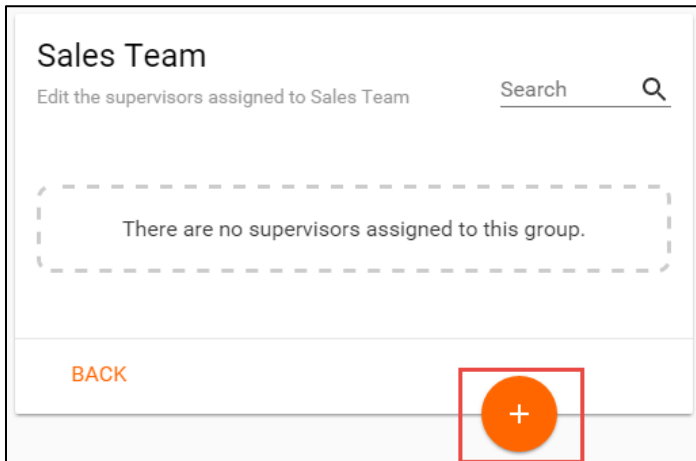 Sales Team
Edit the supervisors assigned to Sales Team
Search
There are no supervisors assigned to this group.
BACK
+